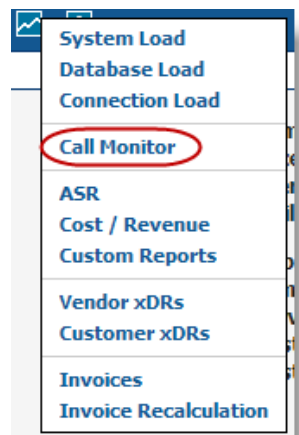 System Load
Database Load
Connection Load
Call Monitor
ASR
Cost / Revenue
Custom Reports
Vendor xDRs
Customer xDRs
Invoices
Invoice Recalculation